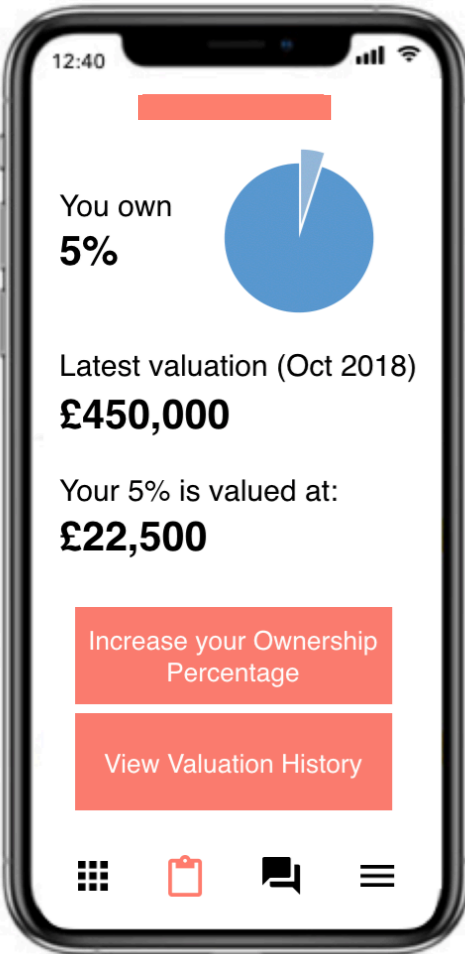 12:40
You own
5%
Latest valuation (Oct 2018)
£450,000
Your 5% is valued at:
£22,500
Increase your Ownership
Percentage
View Valuation History